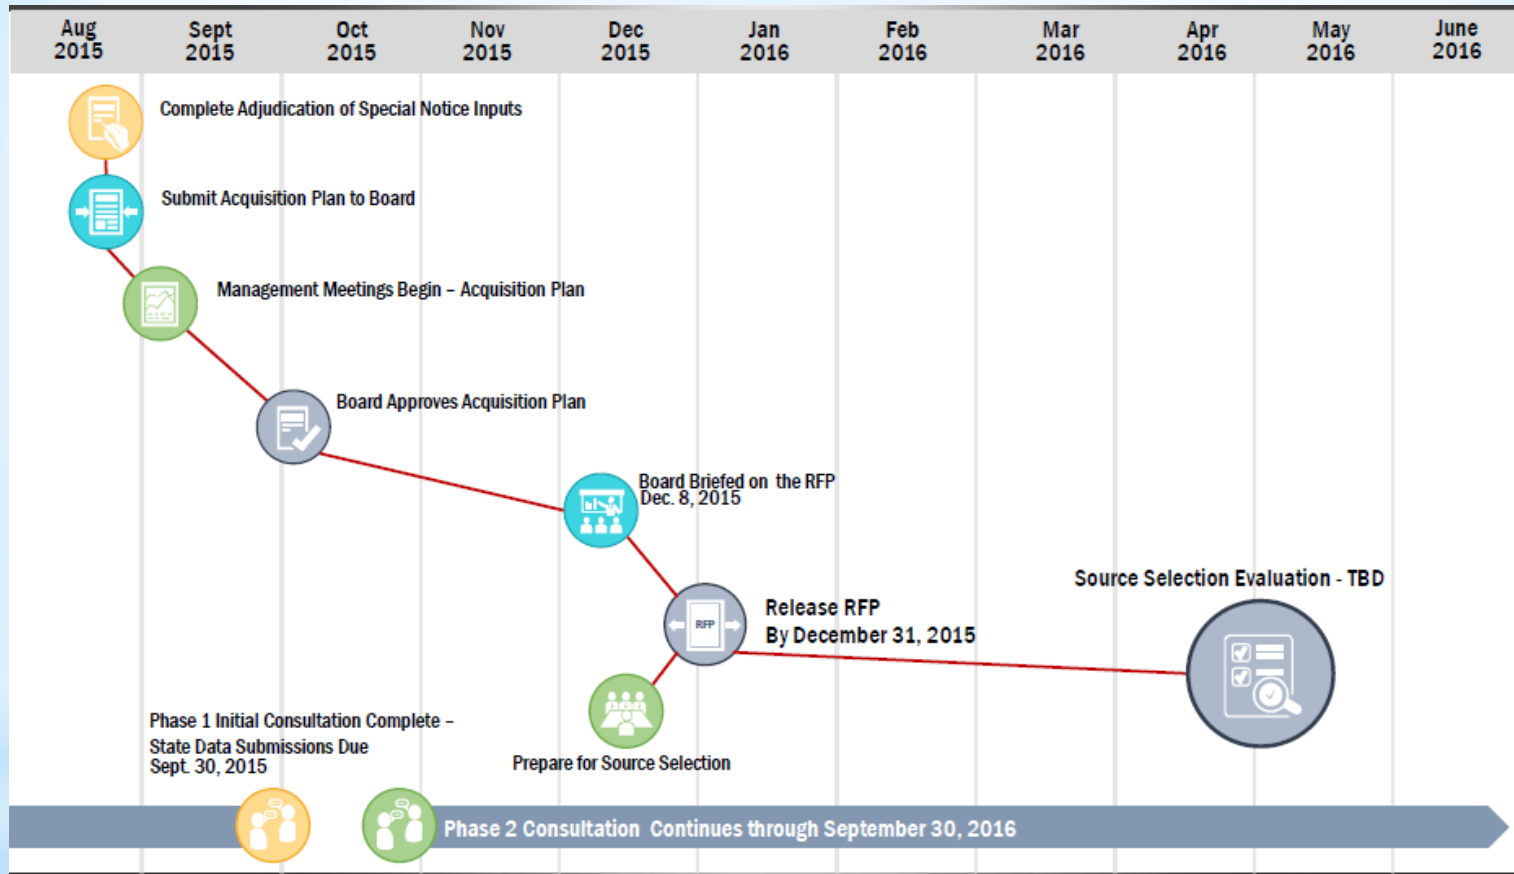 Aug
2015
Sept
2015
Oct
2015
Nov
2015
Dec
2015
Jan
2016
Feb
2016
Mar
2016
Apr
2016
May
2016
June
2016
Complete Adjudication of Special Notice Inputs
Submit Acquisition Plan to Board
Management Meetings Begin – Acquisition Plan
Board Approves Acquisition Plan
Board Briefed on the RFP
Dec. 8, 2015
Source Selection Evaluation - TBD
Release RFP
By December 31, 2015
RFP
Phase 1 Initial Consultation Complete –
State Data Submissions Due
Sept. 30, 2015
Prepare for Source Selection
Phase 2 Consultation Continues through September 30, 2016